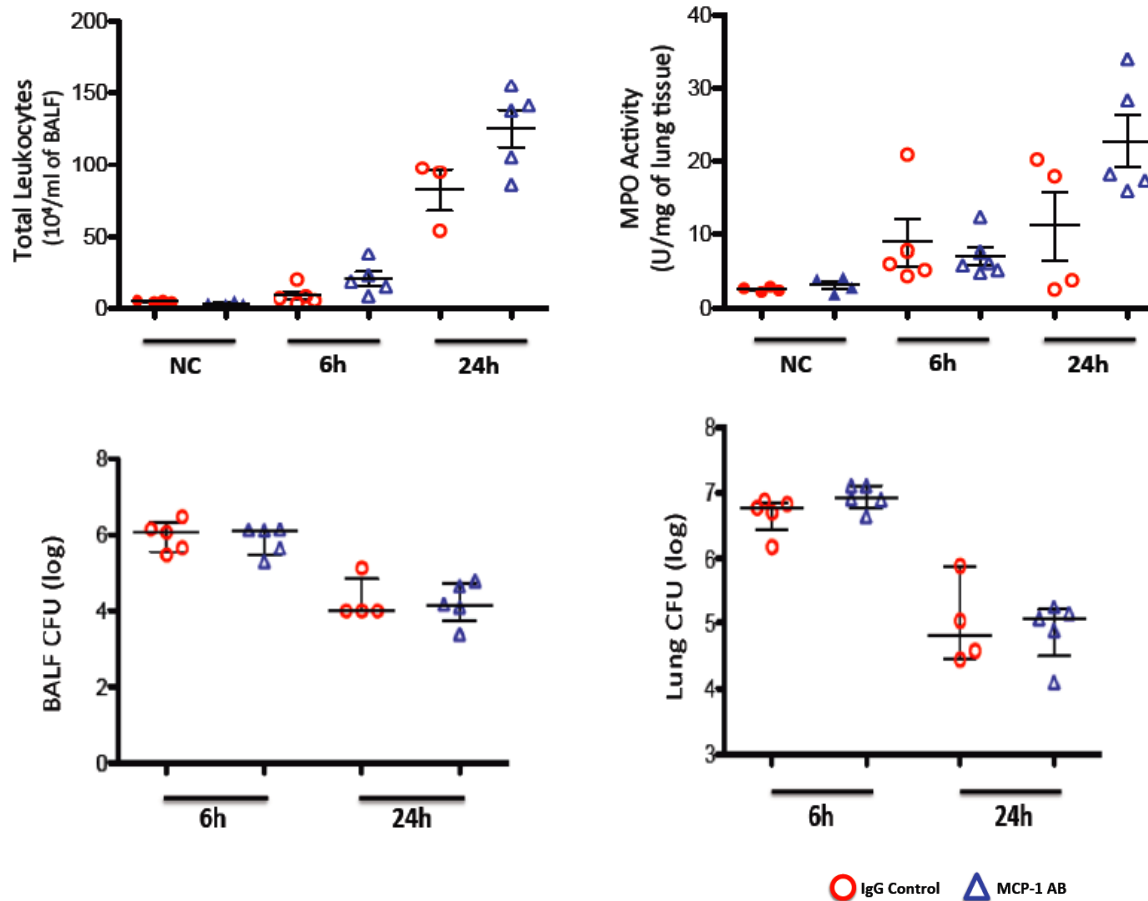 200
150
100
50
0
Total Leukocytes
(10⁴/ml of BALF)
NC 6h 24h
40
30
20
10
0
MPO Activity
(U/mg of lung tissue)
NC 6h 24h
8
6
4
2
0
BALF CFU (log)
6h 24h
8
7
6
5
4
3
Lung CFU (log)
6h 24h
IgG Control MCP-1 AB